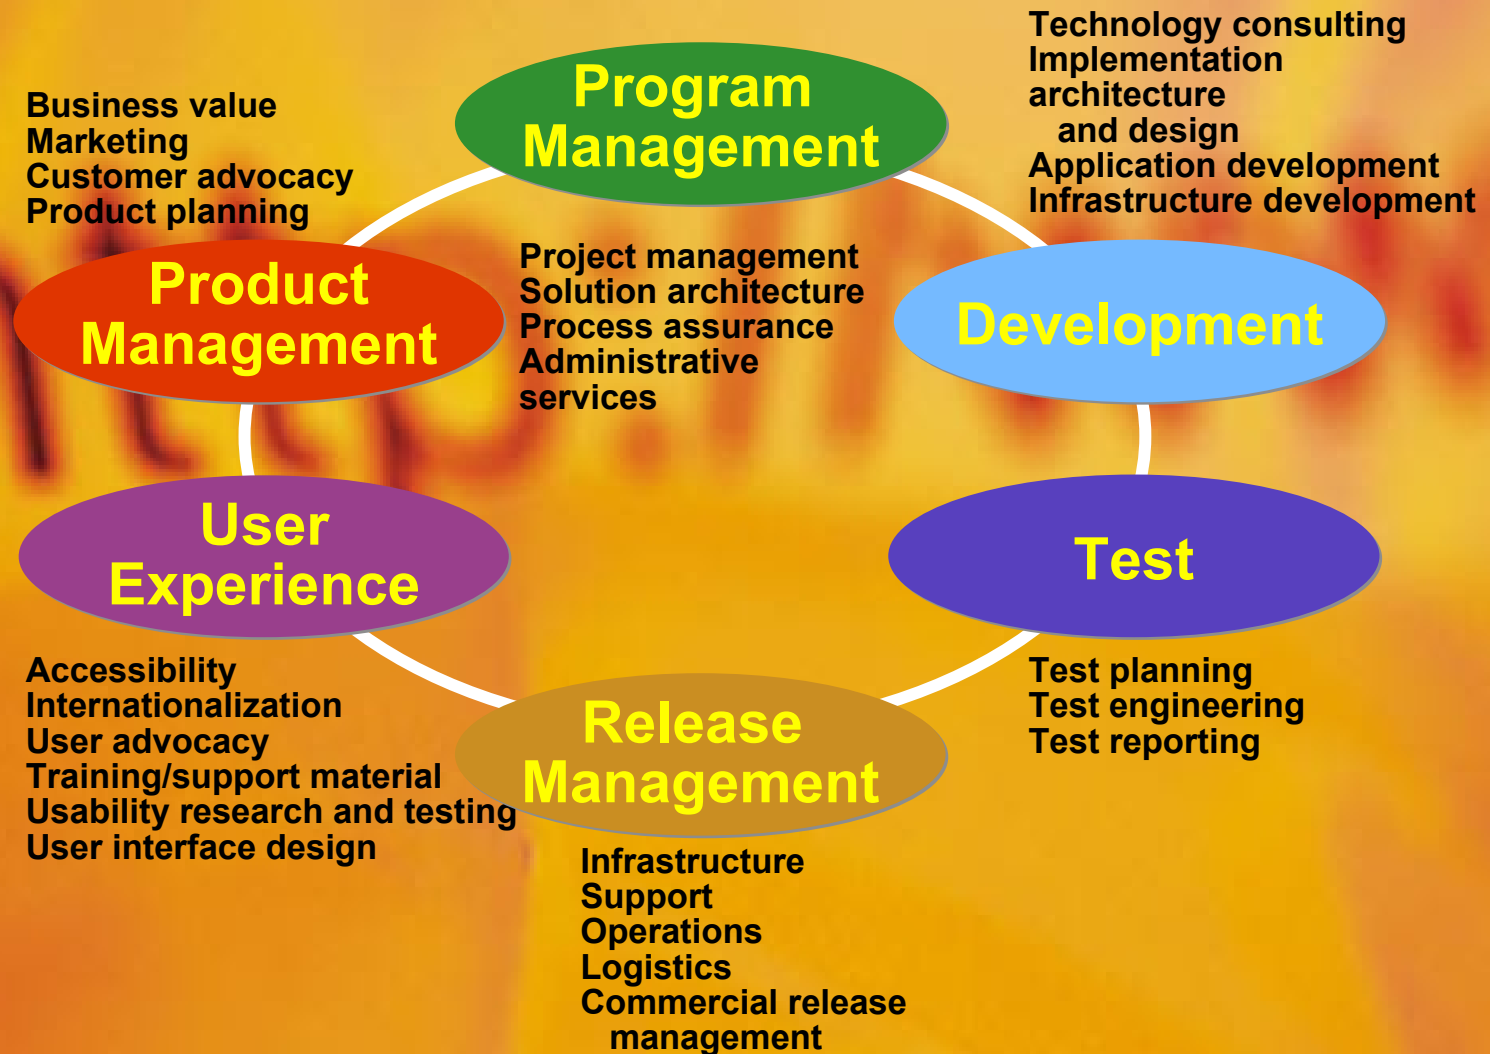 Program
Management
Technology consulting
Implementation
architecture
and design
Application development
Infrastructure development
Business value
Marketing
Customer advocacy
Product planning
Product
Management
Project management
Solution architecture
Process assurance
Administrative
services
Development
User
Experience
Test
Accessibility
Internationalization
User advocacy
Training/support material
Usability research and testing
User interface design
Release
Management
Test planning
Test engineering
Test reporting
Infrastructure
Support
Operations
Logistics
Commercial release
management